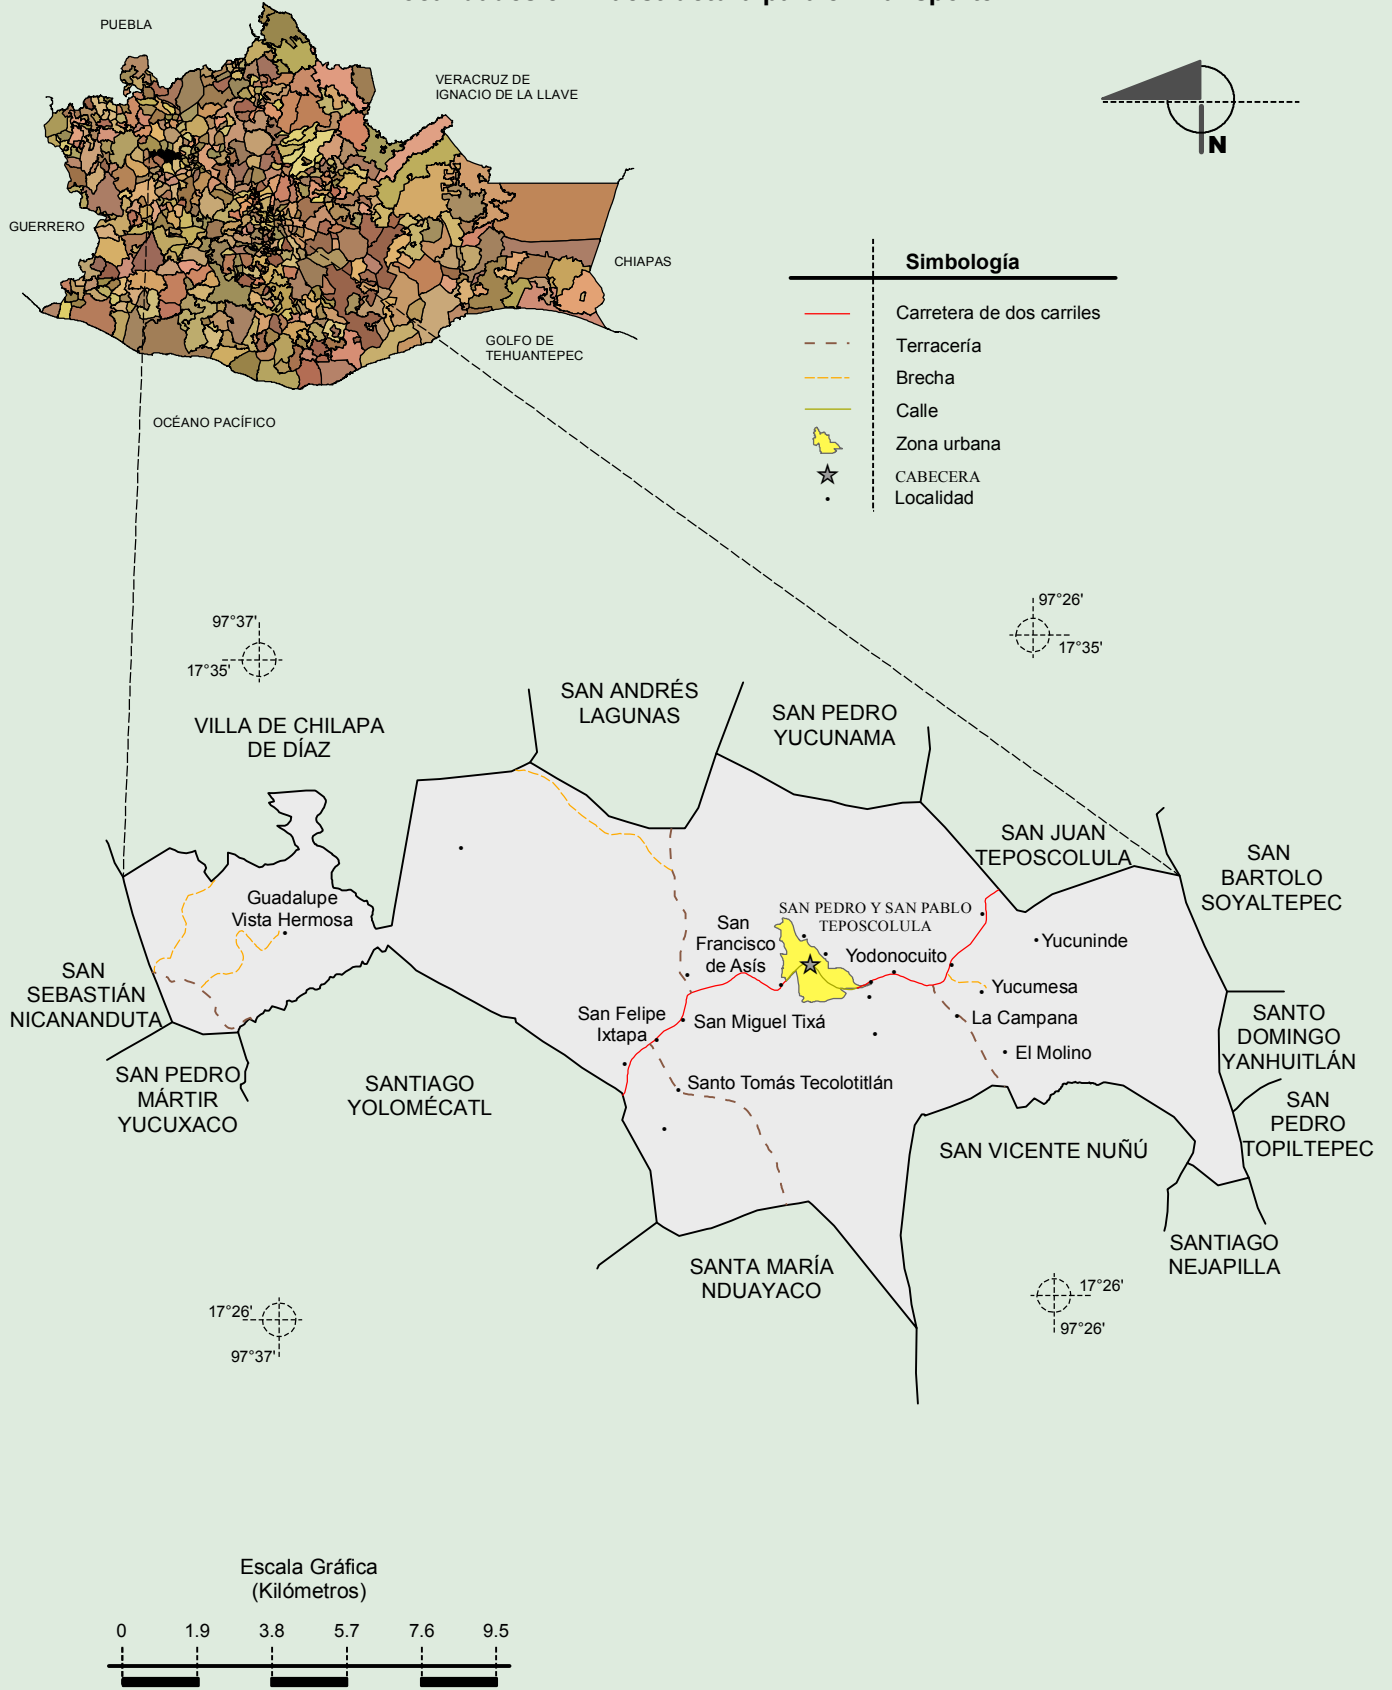 PUEBLA
VERACRUZ DE
IGNACIO DE LA LLAVE
N
GUERRERO
CHIAPAS
GOLFO DE
TEHUANTEPEC
OCÉANO PACÍFICO
Simbología
Carretera de dos carriles
Terracería
Brecha
Calle
Zona urbana
CABECERA
Localidad
97°37'
17°35'
97°26'
17°35'
VILLA DE CHILAPA
DE DÍAZ
SAN ANDRÉS
LAGUNAS
SAN PEDRO
YUCUNAMA
SAN JUAN
TEPOSCOLULA
SAN
BARTOLO
SOYALTEPEC
Guadalupe
Vista Hermosa
SAN PEDRO Y SAN PABLO
TEPOSCOLULA
San
Francisco
de Asís
Yodonocuito
Yucuninde
Yucumesa
SAN
SEBASTIÁN
NICANANDUTA
San Felipe
Ixtapa
San Miguel Tixá
La Campana
El Molino
SANTO
DOMINGO
YANHUITLÁN
SAN PEDRO
MÁRTIR
YUCUXACO
SANTIAGO
YOLOMÉCATL
Santo Tomás Tecolotitlán
SAN
PEDRO
TOPILTEPEC
SAN VICENTE NUÑÚ
SANTA MARÍA
NDUAYACO
SANTIAGO
NEJAPILLA
17°26'
97°37'
17°26'
97°26'
Escala Gráfica
(Kilómetros)
0 1.9 3.8 5.7 7.6 9.5